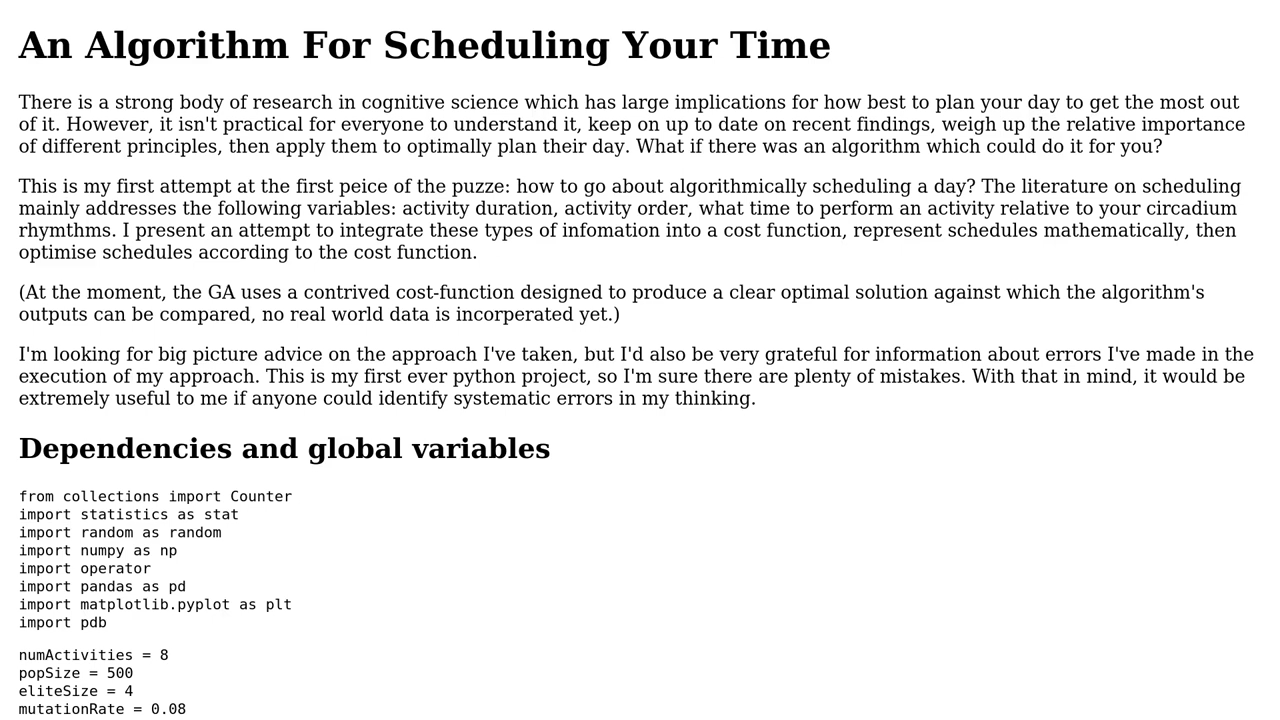 An Algorithm For Scheduling Your Time
There is a strong body of research in cognitive science which has large implications for how best to plan your day to get the most out
of it. However, it isn't practical for everyone to understand it, keep on up to date on recent findings, weigh up the relative importance
of different principles, then apply them to optimally plan their day. What if there was an algorithm which could do it for you?
This is my first attempt at the first peice of the puzze: how to go about algorithmically scheduling a day? The literature on scheduling
mainly addresses the following variables: activity duration, activity order, what time to perform an activity relative to your circadium
rhymthms. I present an attempt to integrate these types of infomation into a cost function, represent schedules mathematically, then
optimise schedules according to the cost function.
(At the moment, the GA uses a contrived cost-function designed to produce a clear optimal solution against which the algorithm's
outputs can be compared, no real world data is incorperated yet.)
I'm looking for big picture advice on the approach I've taken, but I'd also be very grateful for information about errors I've made in the
execution of my approach. This is my first ever python project, so I'm sure there are plenty of mistakes. With that in mind, it would be
extremely useful to me if anyone could identify systematic errors in my thinking.
Dependencies and global variables
from collections import Counter
import statistics as stat
import random as random
import numpy as np
import operator
import pandas as pd
import matplotlib.pyplot as plt
import pdb
numActivities = 8
popSize = 500
eliteSize = 4
mutationRate = 0.08